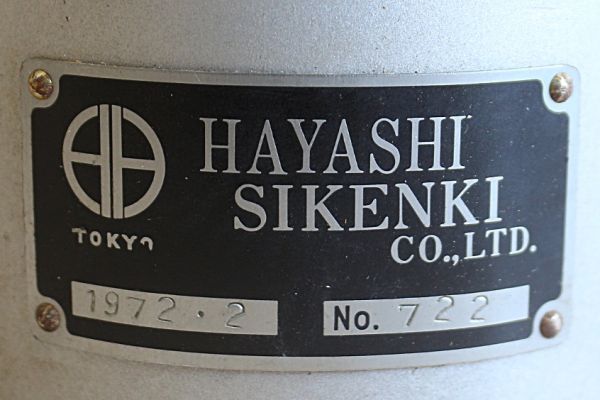 HAYASHI
SIKENKI
CO., LTD.
TOKYO
1972.2
No. 722